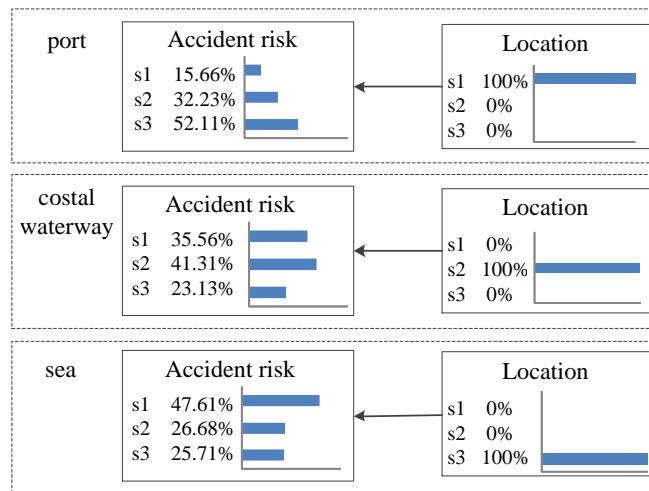 port
Accident risk
s1 15.66%
s2 32.23%
s3 52.11%
Location
s1 100%
s2 0%
s3 0%
costal
waterway
Accident risk
s1 35.56%
s2 41.31%
s3 23.13%
Location
s1 0%
s2 100%
s3 0%
sea
Accident risk
s1 47.61%
s2 26.68%
s3 25.71%
Location
s1 0%
s2 0%
s3 100%